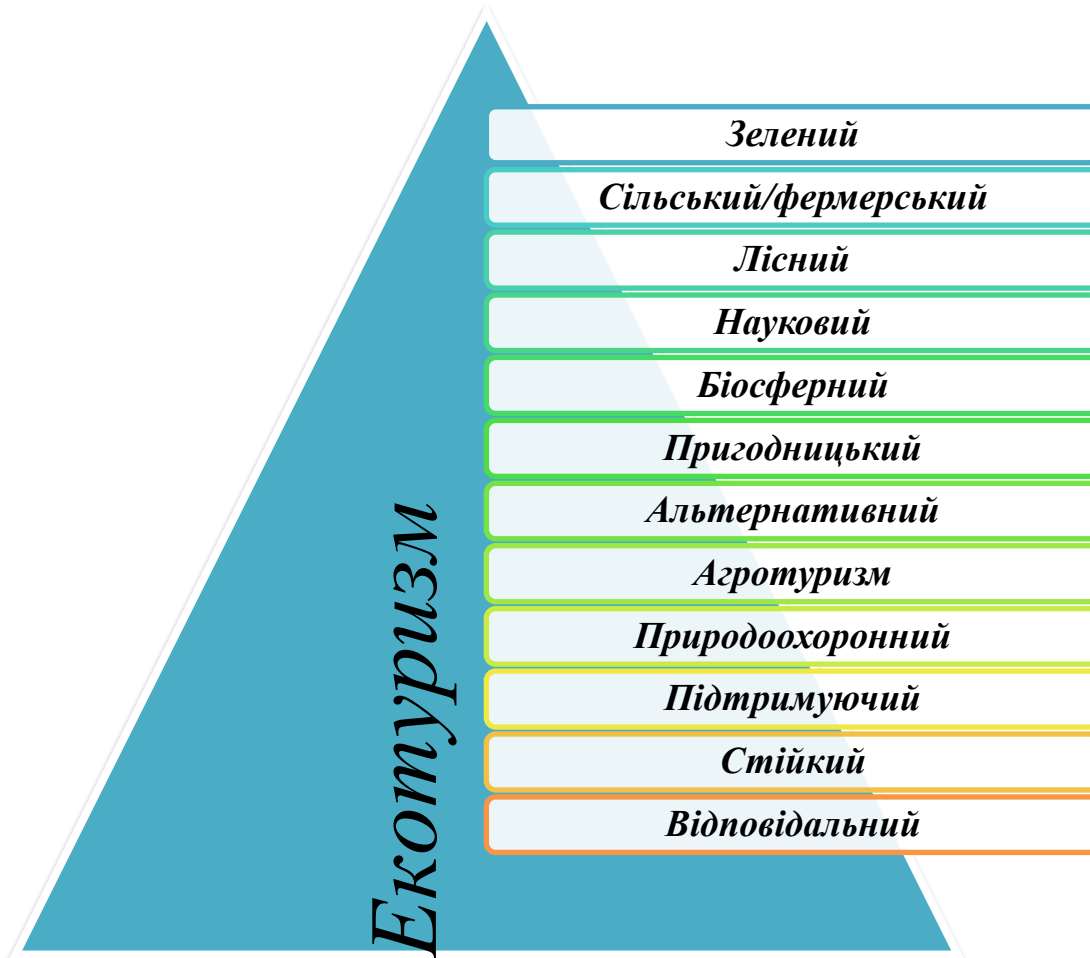 Зелений
Сільський/фермерський
Лісний
Науковий
Біосферний
Пригодницький
Альтернативний
Агротуризм
Природоохоронний
Підтримуючий
Стійкий
Відповідальний
Екотуризм